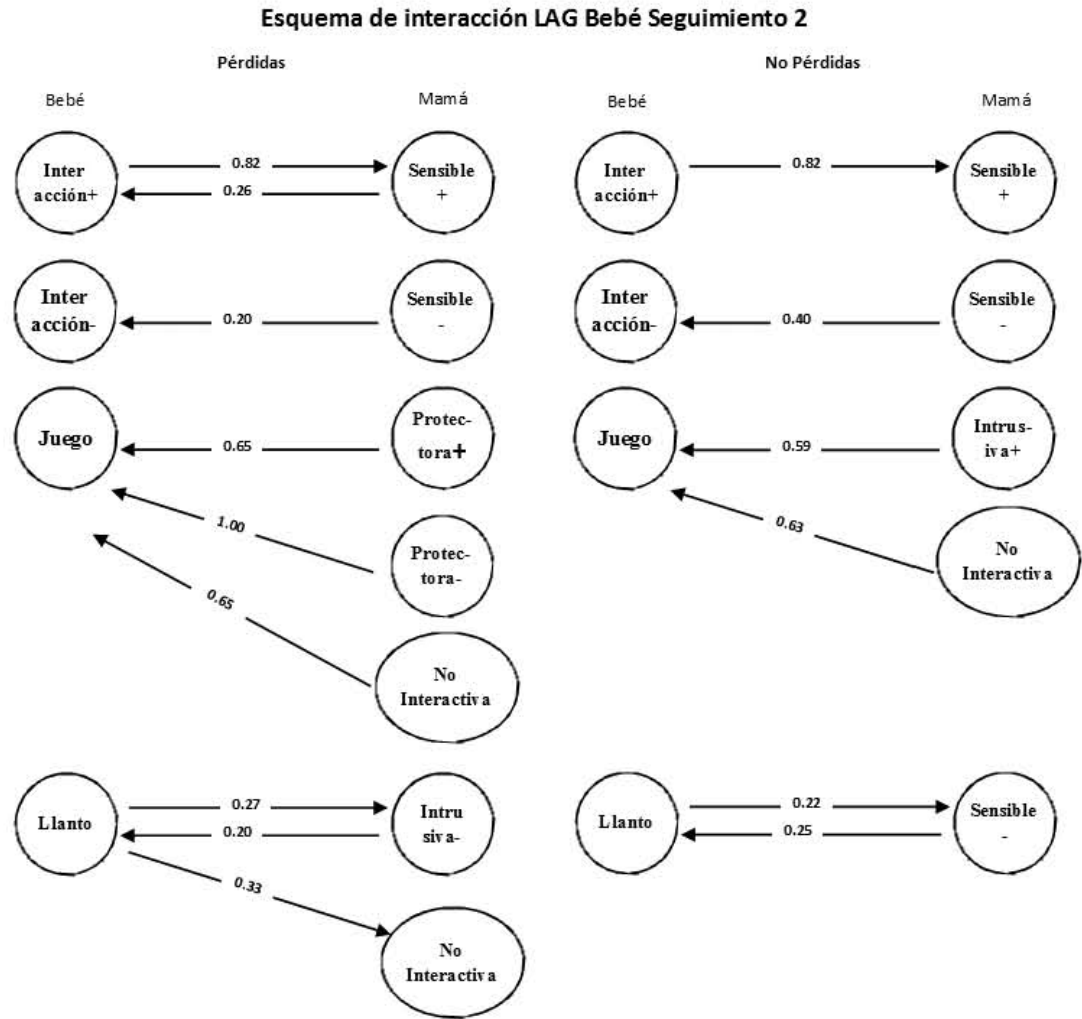 Esquema de interacción LAG Bebé Seguimiento 2
Pérdidas
No Pérdidas
Bebé
Mamá
Bebé
Mamá
Inter
acción+
0.82
0.26
Sensible
+
Inter
acción+
0.82
Sensible
+
Inter
acción-
0.20
Sensible
-
Inter
acción-
0.40
Sensible
-
Juego
0.65
Protec-
tora+
Juego
0.59
Intrus-
iva+
1.00
Protec-
tora-
0.63
No
Interactiva
0.65
No
Interactiva
Llanto
0.27
0.20
Intru
siva-
Llanto
0.22
0.25
Sensible
-
0.33
No
Interactiva